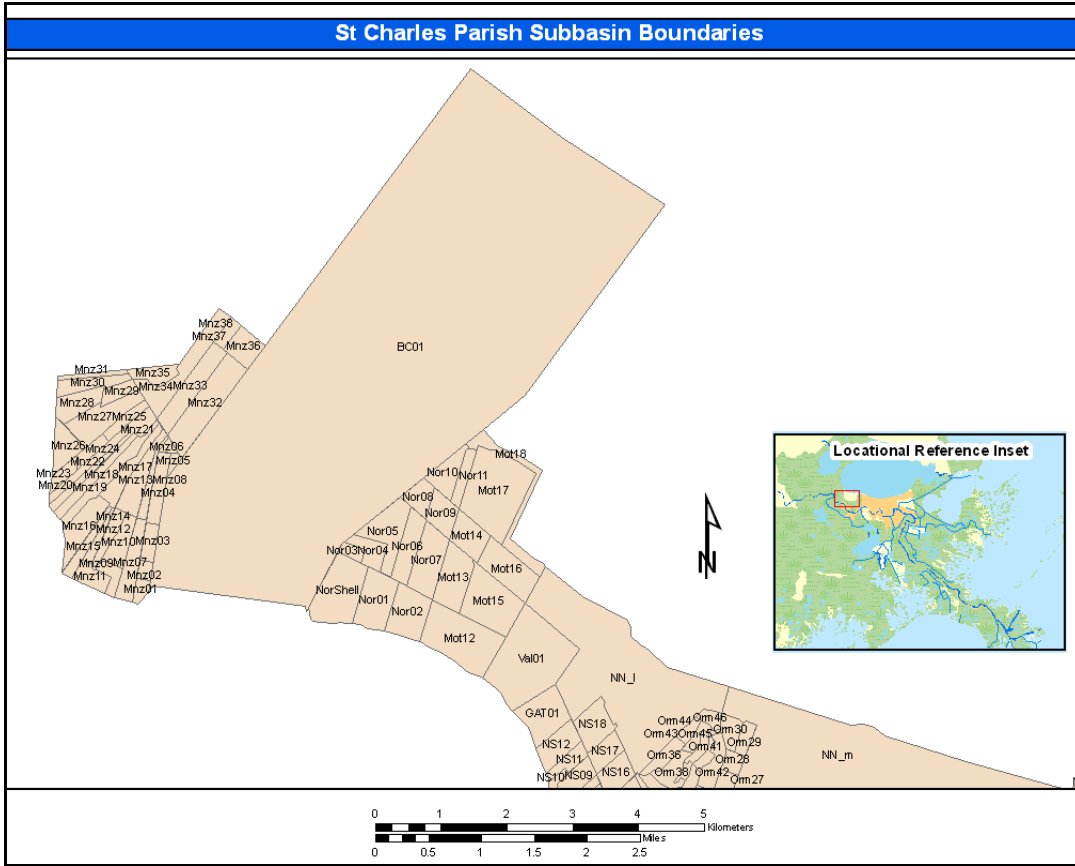 St Charles Parish Subbasin Boundaries
BC01
Mnz38
Mnz37
Mnz36
Mnz31
Mnz35
Mnz30
Mnz34
Mnz33
Mnz29
Mnz28
Mnz32
Mnz27
Mnz25
Mnz21
Mnz26
Mnz24
Mnz06
Mnz22
Mnz05
Mnz23
Mnz18
Mnz17
Mnz20
Mnz19
Mnz13
Mnz08
Mnz04
Mnz14
Mnz16
Mnz12
Mnz15
Mnz10
Mnz03
Mnz09
Mnz07
Mnz11
Mnz02
Mnz01
Mot18
Nor10
Nor11
Mot17
Nor08
Nor09
Nor05
Mot14
Nor03
Nor04
Nor06
Nor07
Mot16
Mot13
NorShell
Nor01
Nor02
Mot15
Mot12
Val01
NN_l
GAT01
NS18
NS12
NS17
NS11
NS10
NS09
NS16
Orm44
Orm46
Orm43
Orm45
Orm30
Orm41
Orm29
Orm36
Orm28
Orm38
Orm42
Orm27
NN_m
N
Locational Reference Inset
0 1 2 3 4 5
Kilometers
Miles
0 0.5 1 1.5 2 2.5